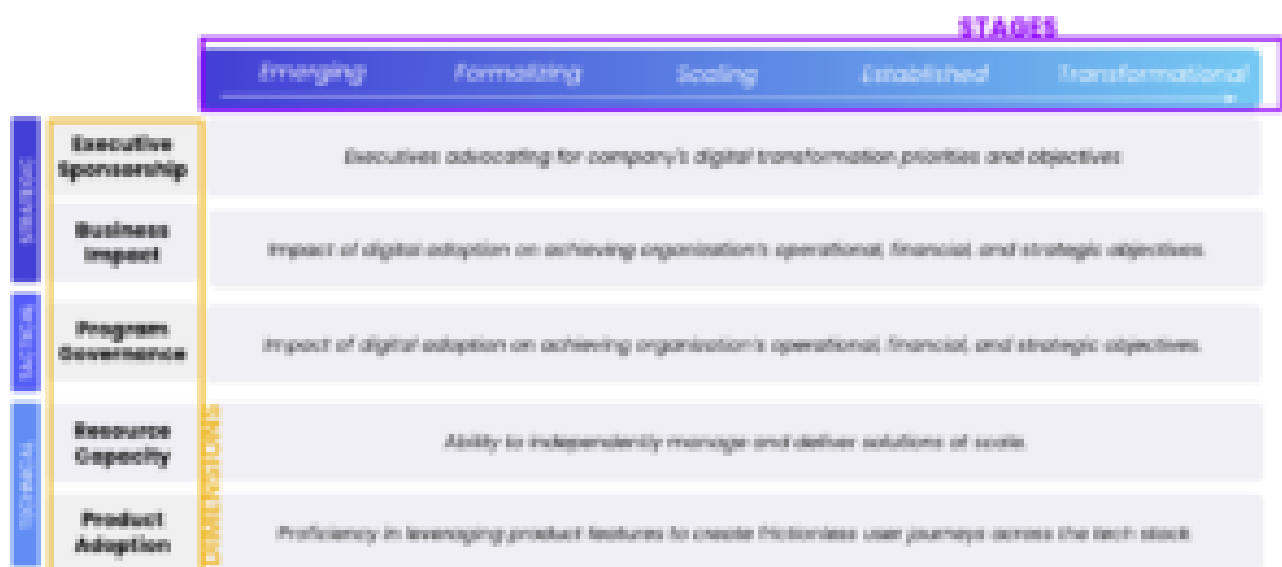 STAGES
Emerging Formalizing Scaling Established Transformational
STRATEGIC
Executive
Sponsorship
Executives advocating for company's digital transformation priorities and objectives
Business
Impact
Impact of digital adoption on achieving organization's operational, financial, and strategic objectives.
TACTICAL
Program
Governance
Impact of digital adoption on achieving organization's operational, financial, and strategic objectives.
TECHNICAL
Resource
Capacity
Ability to independently manage and deliver solutions at scale.
DIMENSIONS
Product
Adoption
Proficiency in leveraging product features to create frictionless user journeys across the tech stack.